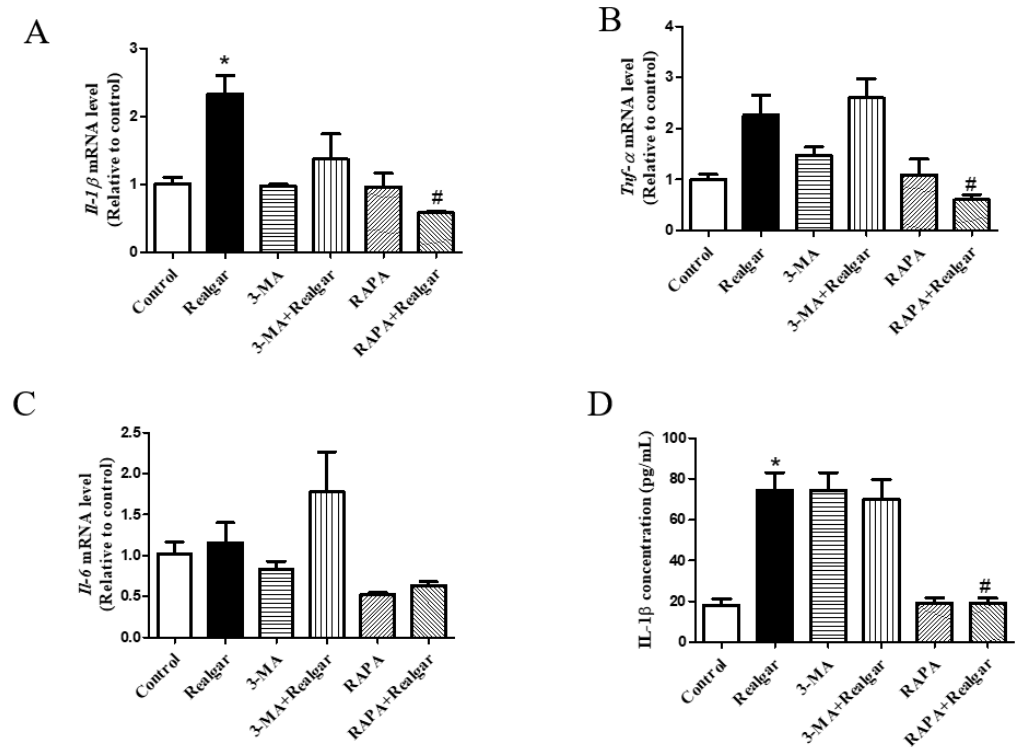 A
Il-1β mRNA level
(Relative to control)
3
2
1
0
*
#
Control
Realgar
3-MA
3-MA+Realgar
RAPA
RAPA+Realgar
B
Tnf-α mRNA level
(Relative to control)
4
3
2
1
0
#
Control
Realgar
3-MA
3-MA+Realgar
RAPA
RAPA+Realgar
C
Il-6 mRNA level
(Relative to control)
2.5
2.0
1.5
1.0
0.5
0.0
Control
Realgar
3-MA
3-MA+Realgar
RAPA
RAPA+Realgar
D
IL-1β concentration (pg/mL)
100
80
60
40
20
0
*
#
Control
Realgar
3-MA
3-MA+Realgar
RAPA
RAPA+Realgar